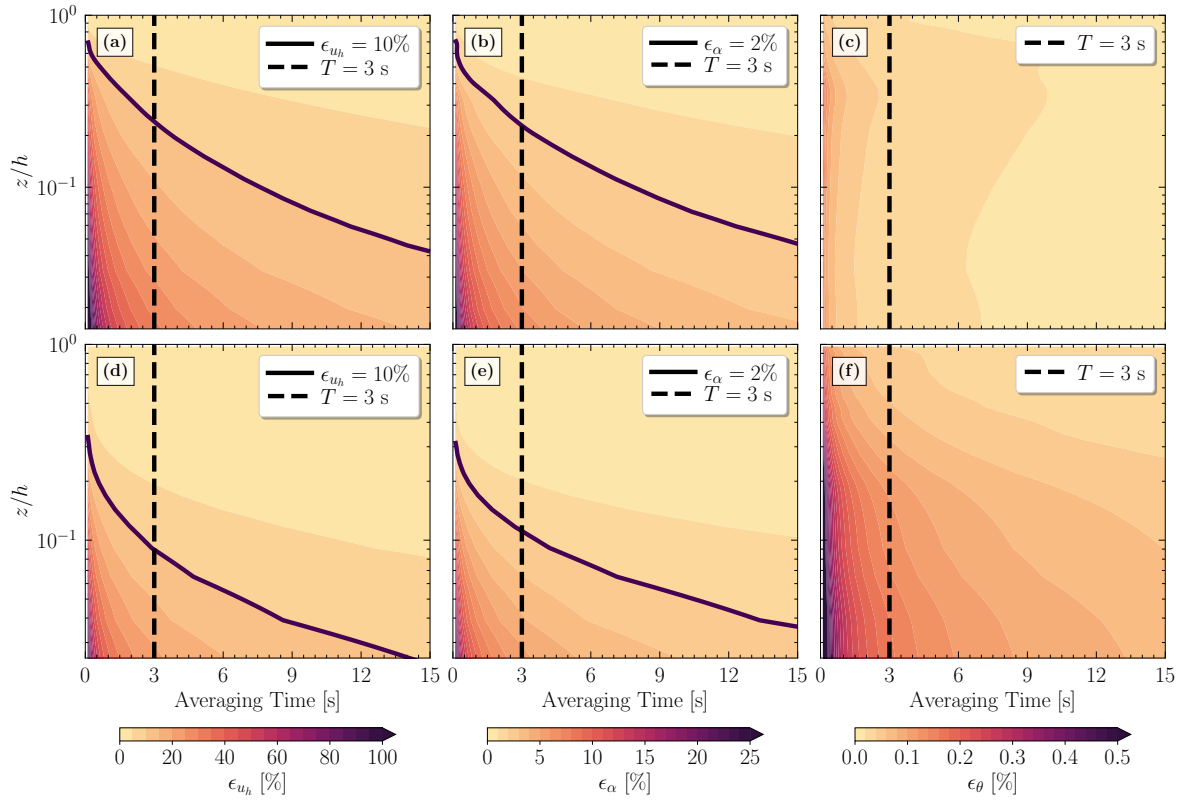 (a)
ϵ_{u_h} = 10%
T = 3 s
(b)
ϵ_α = 2%
T = 3 s
(c)
T = 3 s
10^0
10^{-1}
z/h
(d)
ϵ_{u_h} = 10%
T = 3 s
(e)
ϵ_α = 2%
T = 3 s
(f)
T = 3 s
10^0
10^{-1}
z/h
0 3 6 9 12 15
0 3 6 9 12 15
0 3 6 9 12 15
Averaging Time [s]
Averaging Time [s]
Averaging Time [s]
0 20 40 60 80 100
0 5 10 15 20 25
0.0 0.1 0.2 0.3 0.4 0.5
ϵ_{u_h} [%]
ϵ_α [%]
ϵ_θ [%]